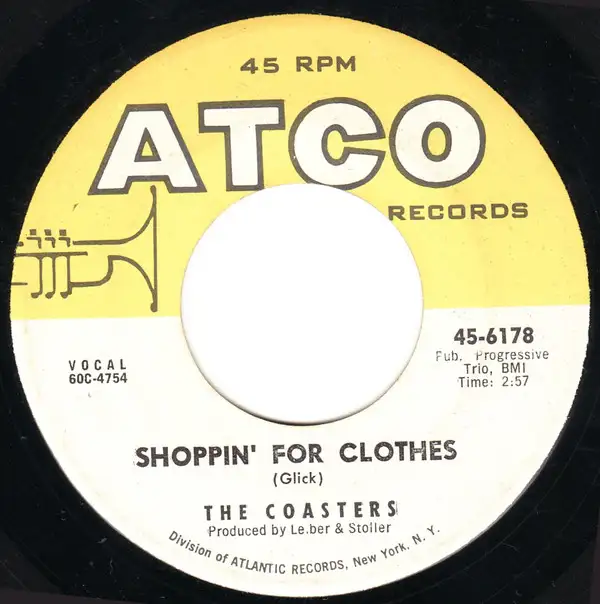 45 RPM
ATCO
RECORDS
45-6178
Pub. Progressive
Trio, BMI
Time: 2:57
VOCAL
60C-4754
SHOPPIN' FOR CLOTHES
(Glick)
THE COASTERS
Produced by Le.ber & Stoller
Division of ATLANTIC RECORDS, New York, N. Y.